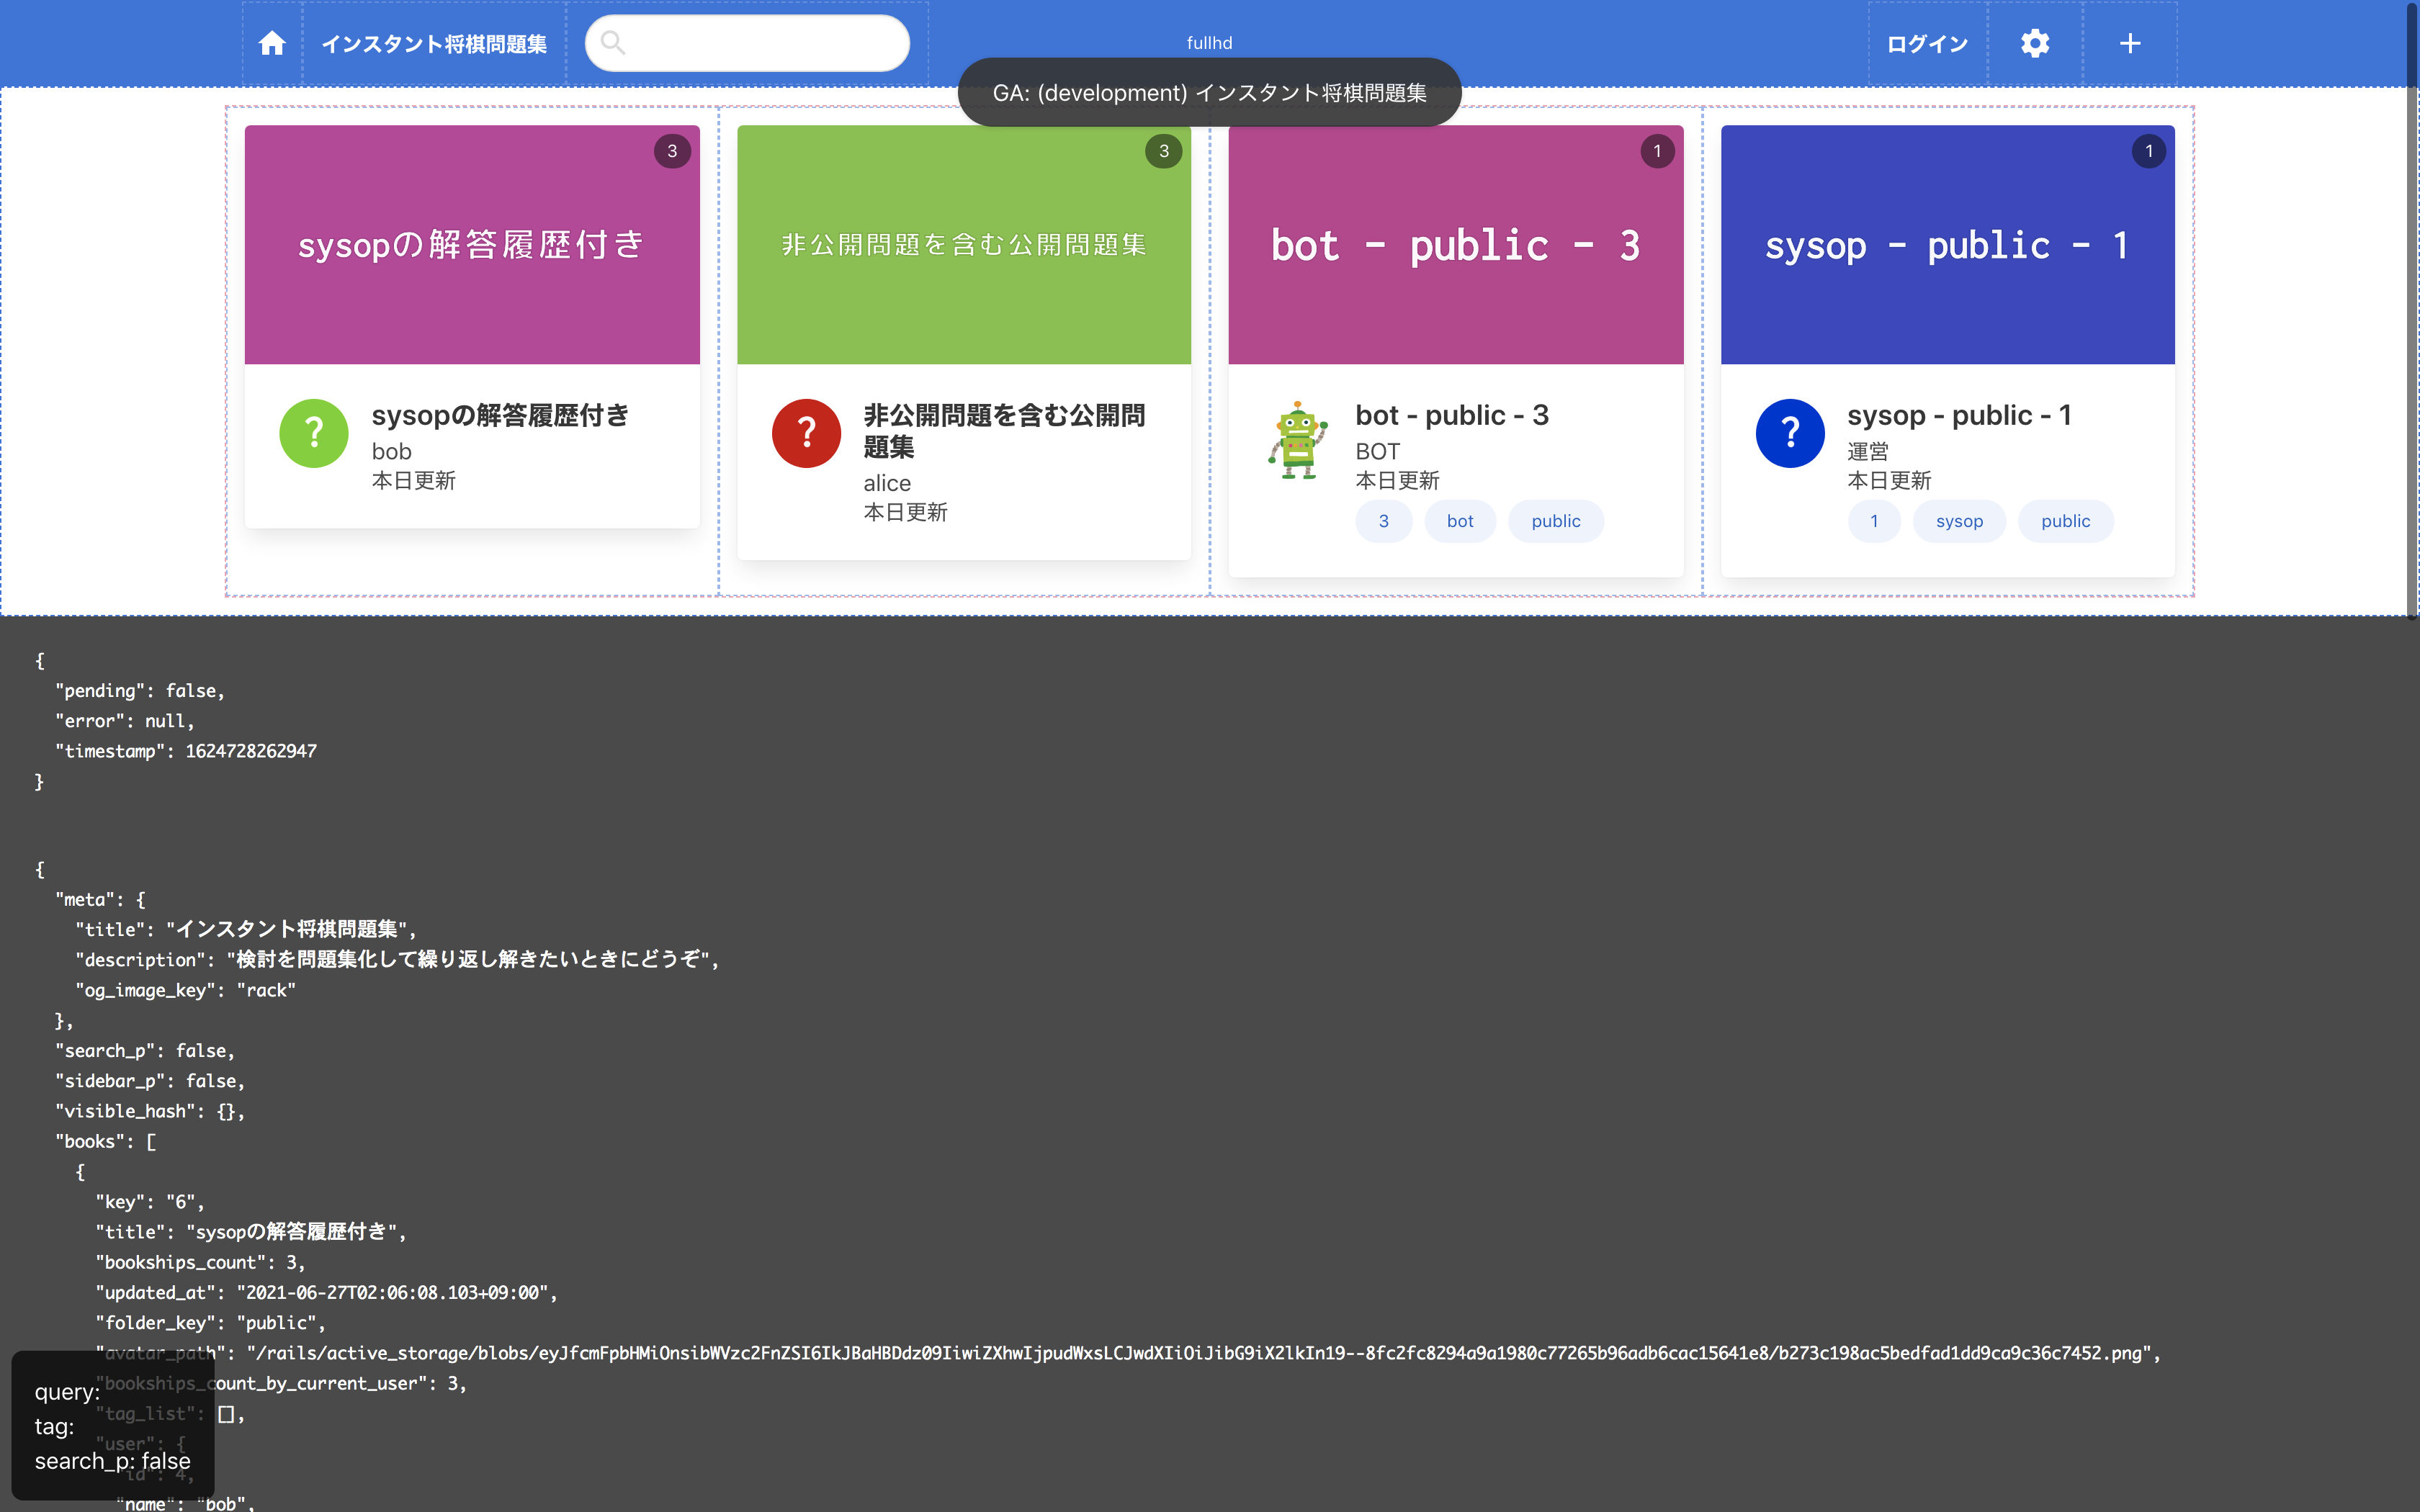 インスタント将棋問題集
fullhd
ログイン
GA: (development) インスタント将棋問題集
3
sysopの解答履歴付き
?
sysopの解答履歴付き
bob
本日更新
3
非公開問題を含む公開問題集
?
非公開問題を含む公開問
題集
alice
本日更新
1
bot - public - 3
bot - public - 3
BOT
本日更新
3 bot public
1
sysop - public - 1
?
sysop - public - 1
運営
本日更新
1 sysop public
{
"pending": false,
"error": null,
"timestamp": 1624728262947
}
{
"meta": {
"title": "インスタント将棋問題集",
"description": "検討を問題集化して繰り返し解きたいときにどうぞ",
"og_image_key": "rack"
},
"search_p": false,
"sidebar_p": false,
"visible_hash": {},
"books": [
{
"key": "6",
"title": "sysopの解答履歴付き",
"bookships_count": 3,
"updated_at": "2021-06-27T02:06:08.103+09:00",
"folder_key": "public",
"avatar_path": "/rails/active_storage/blobs/eyJfcmFpbHMiOnsibWVzc2FnZSI6IkJBaHBDdz09IiwiZXhwIjpudWxsLCJwdXIiOiJibG9iX2lkIn19--8fc2fc8294a9a1980c77265b96adb6cac15641e8/b273c198ac5bedfad1dd9ca9c36c7452.png",
"bookships_count_by_current_user": 3,
"tag_list": [],
"user": {
"id": 4,
"name": "bob",
query:
tag:
search_p: false